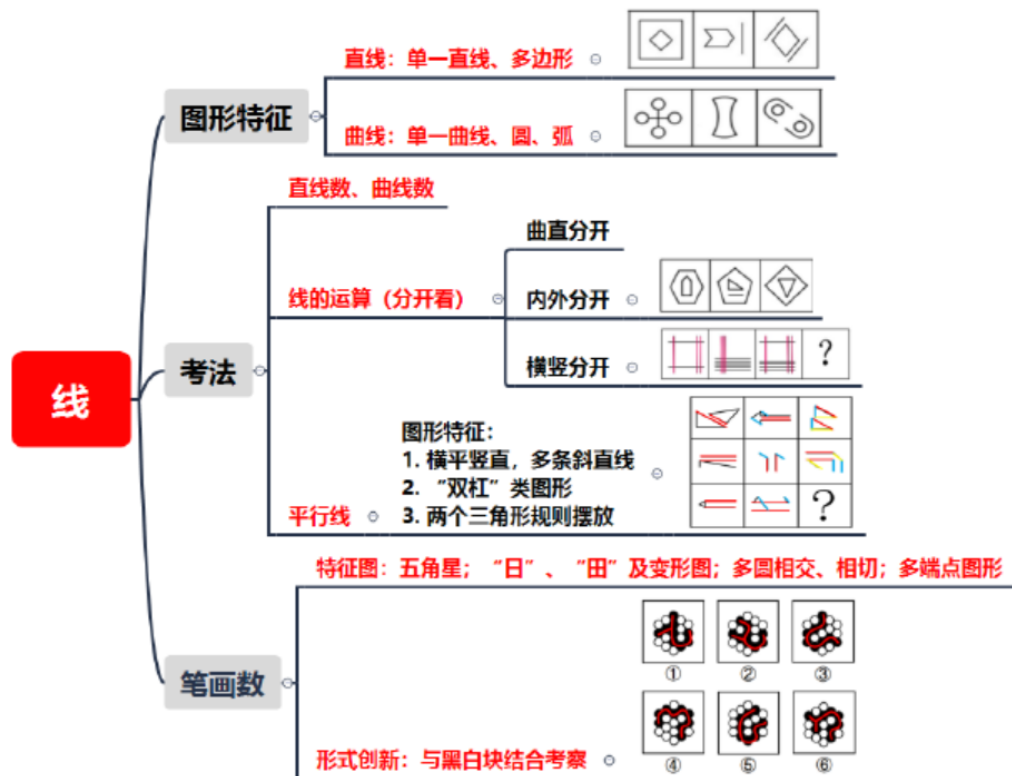 直线：单一直线、多边形
图形特征
曲线：单一曲线、圆、弧
直线数、曲线数
曲直分开
线的运算（分开看）
内外分开
横竖分开
？
线
考法
图形特征：
1. 横平竖直，多条斜直线
2. “双杠”类图形
3. 两个三角形规则摆放
平行线
？
特征图：五角星；“日”、“田”及变形图；多圆相交、相切；多端点图形
笔画数
① ② ③
④ ⑤ ⑥
形式创新：与黑白块结合考察